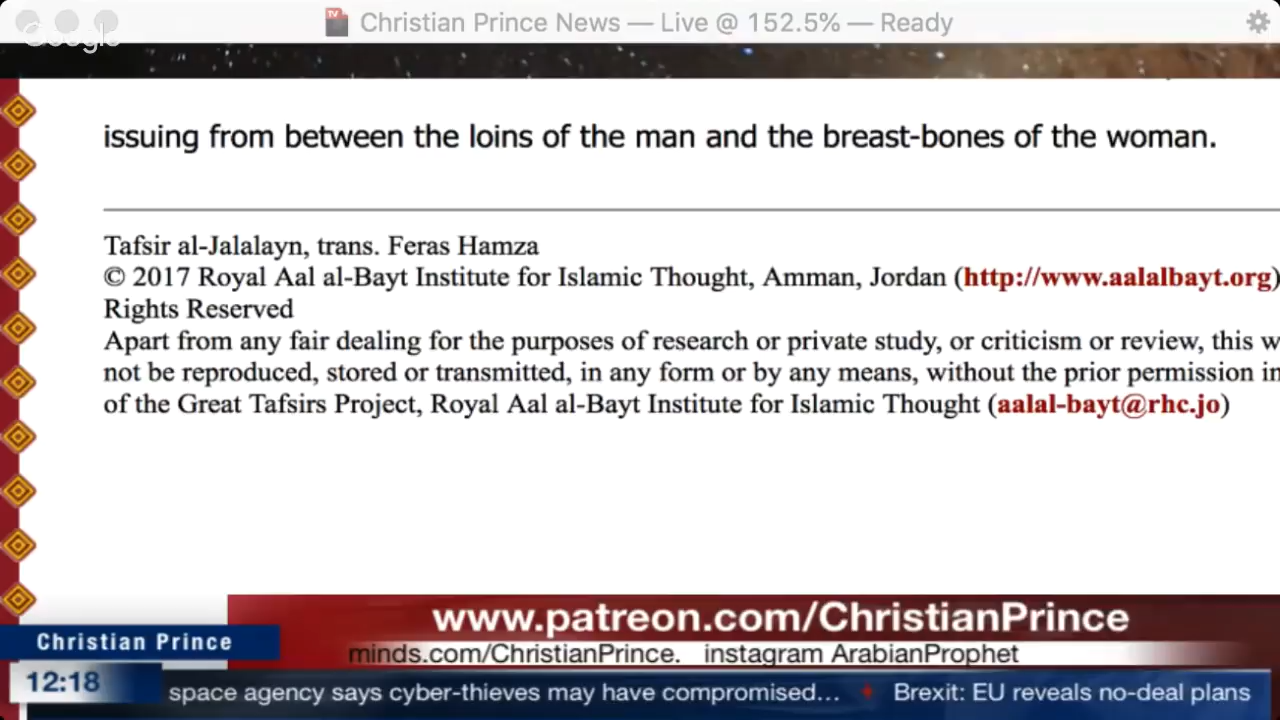 Christian Prince News — Live @ 152.5% — Ready
Google
issuing from between the loins of the man and the breast-bones of the woman.
Tafsir al-Jalalayn, trans. Feras Hamza
© 2017 Royal Aal al-Bayt Institute for Islamic Thought, Amman, Jordan (http://www.aalalbayt.org)
Rights Reserved
Apart from any fair dealing for the purposes of research or private study, or criticism or review, this w
not be reproduced, stored or transmitted, in any form or by any means, without the prior permission in
of the Great Tafsirs Project, Royal Aal al-Bayt Institute for Islamic Thought (aalal-bayt@rhc.jo)
www.patreon.com/ChristianPrince
Christian Prince
minds.com/ChristianPrince. instagram ArabianProphet
12:18
space agency says cyber-thieves may have compromised... Brexit: EU reveals no-deal plans